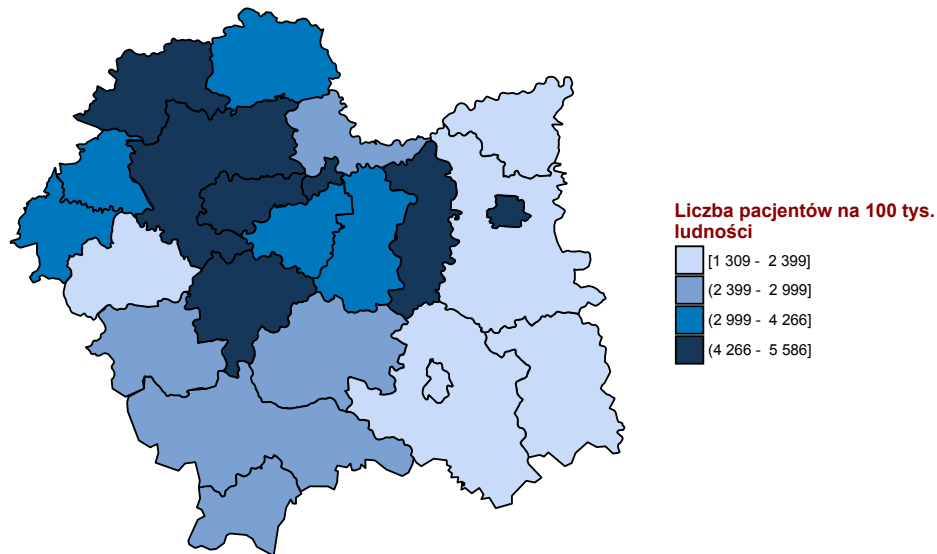 Liczba pacjentów na 100 tys.
ludności
[1 309 - 2 399]
(2 399 - 2 999]
(2 999 - 4 266]
(4 266 - 5 586]